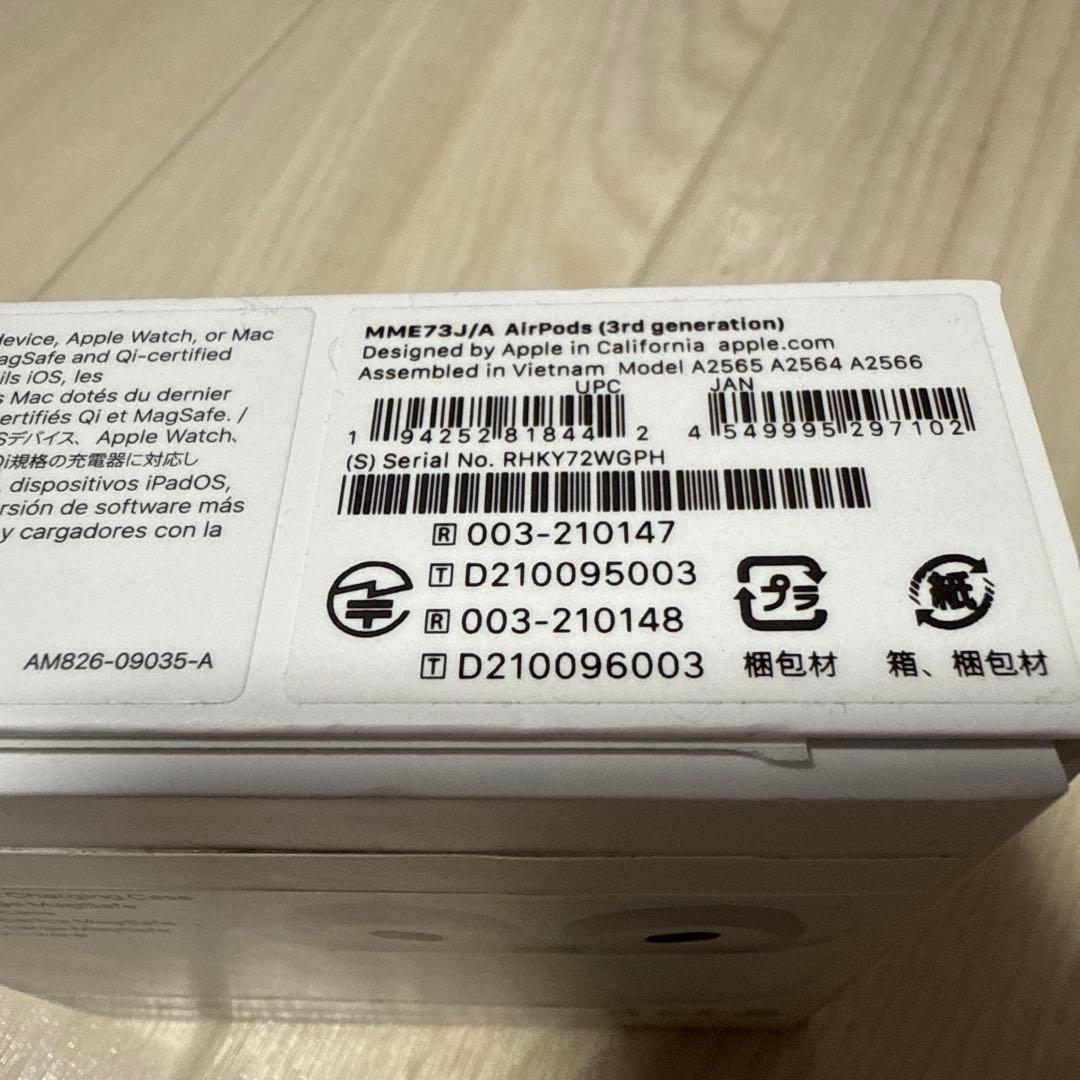 device, Apple Watch, or Mac
agSafe and Qi-certified
ils iOS, les
s Mac dotés du dernier
ertifiés Qi et MagSafe. /
Sデバイス、Apple Watch、
Qi規格の充電器に対応し
, dispositivos iPadOS,
rsión de software más
y cargadores con la
AM826-09035-A
MME73J/A AirPods (3rd generation)
Designed by Apple in California apple.com
Assembled in Vietnam Model A2565 A2564 A2566
UPC
1 94252 81844 2
JAN
4 549995 297102
(S) Serial No. RHKY72WGPH
R 003-210147
T D210095003
R 003-210148
T D210096003
プラ
梱包材
紙
箱、梱包材
Charging Case